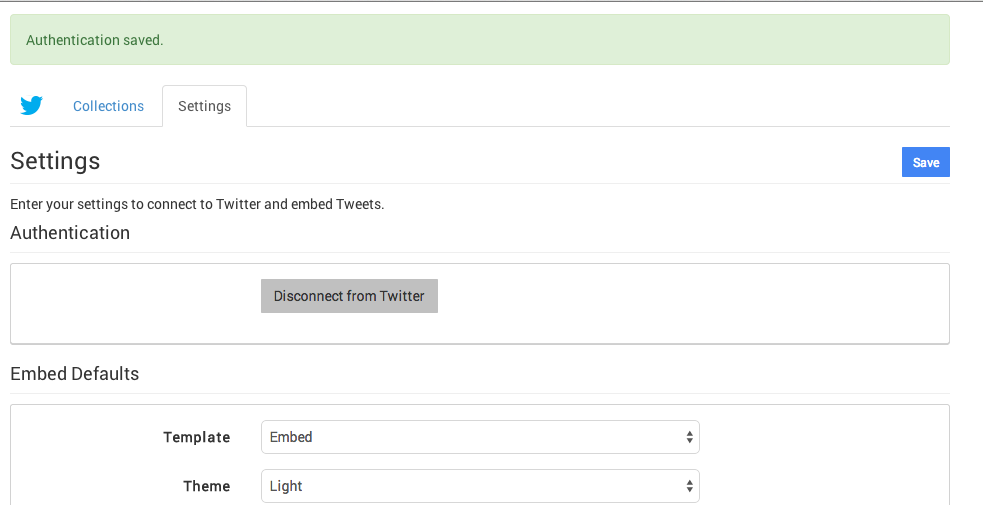 Authentication saved.
Collections Settings
Settings Save
Enter your settings to connect to Twitter and embed Tweets.
Authentication
Disconnect from Twitter
Embed Defaults
Template Embed
Theme Light